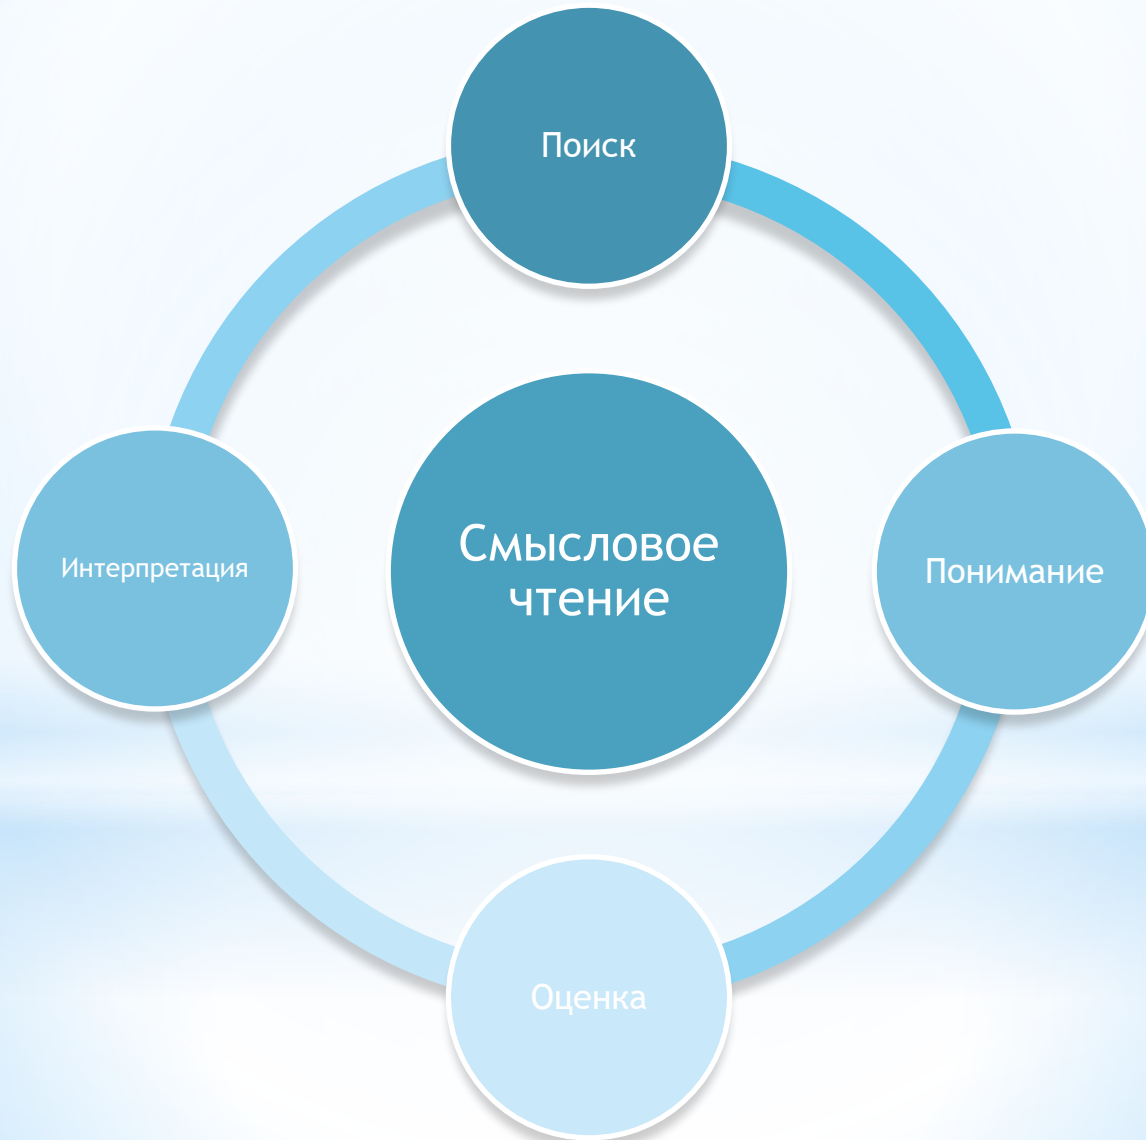 Поиск
Смысловое
чтение
Интерпретация
Понимание
Оценка